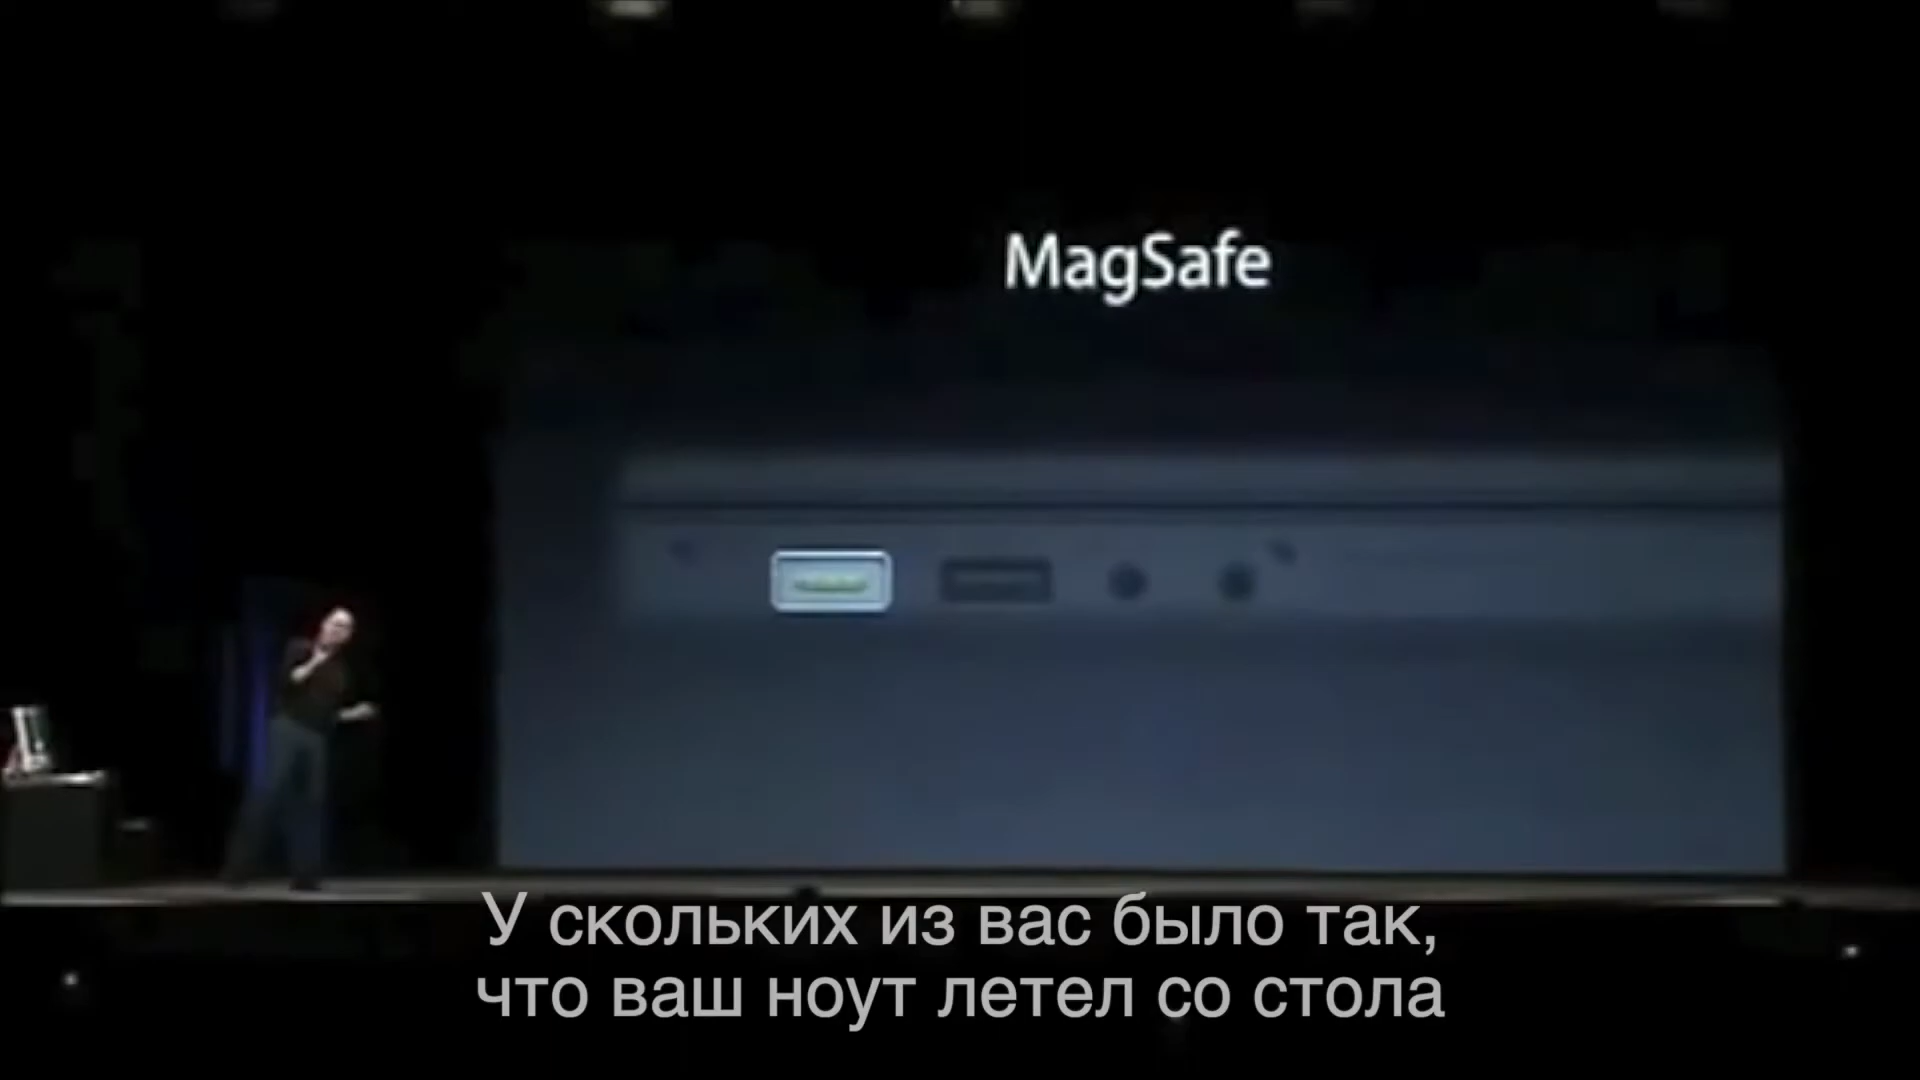 MagSafe
У скольких из вас было так,
что ваш ноут летел со стола